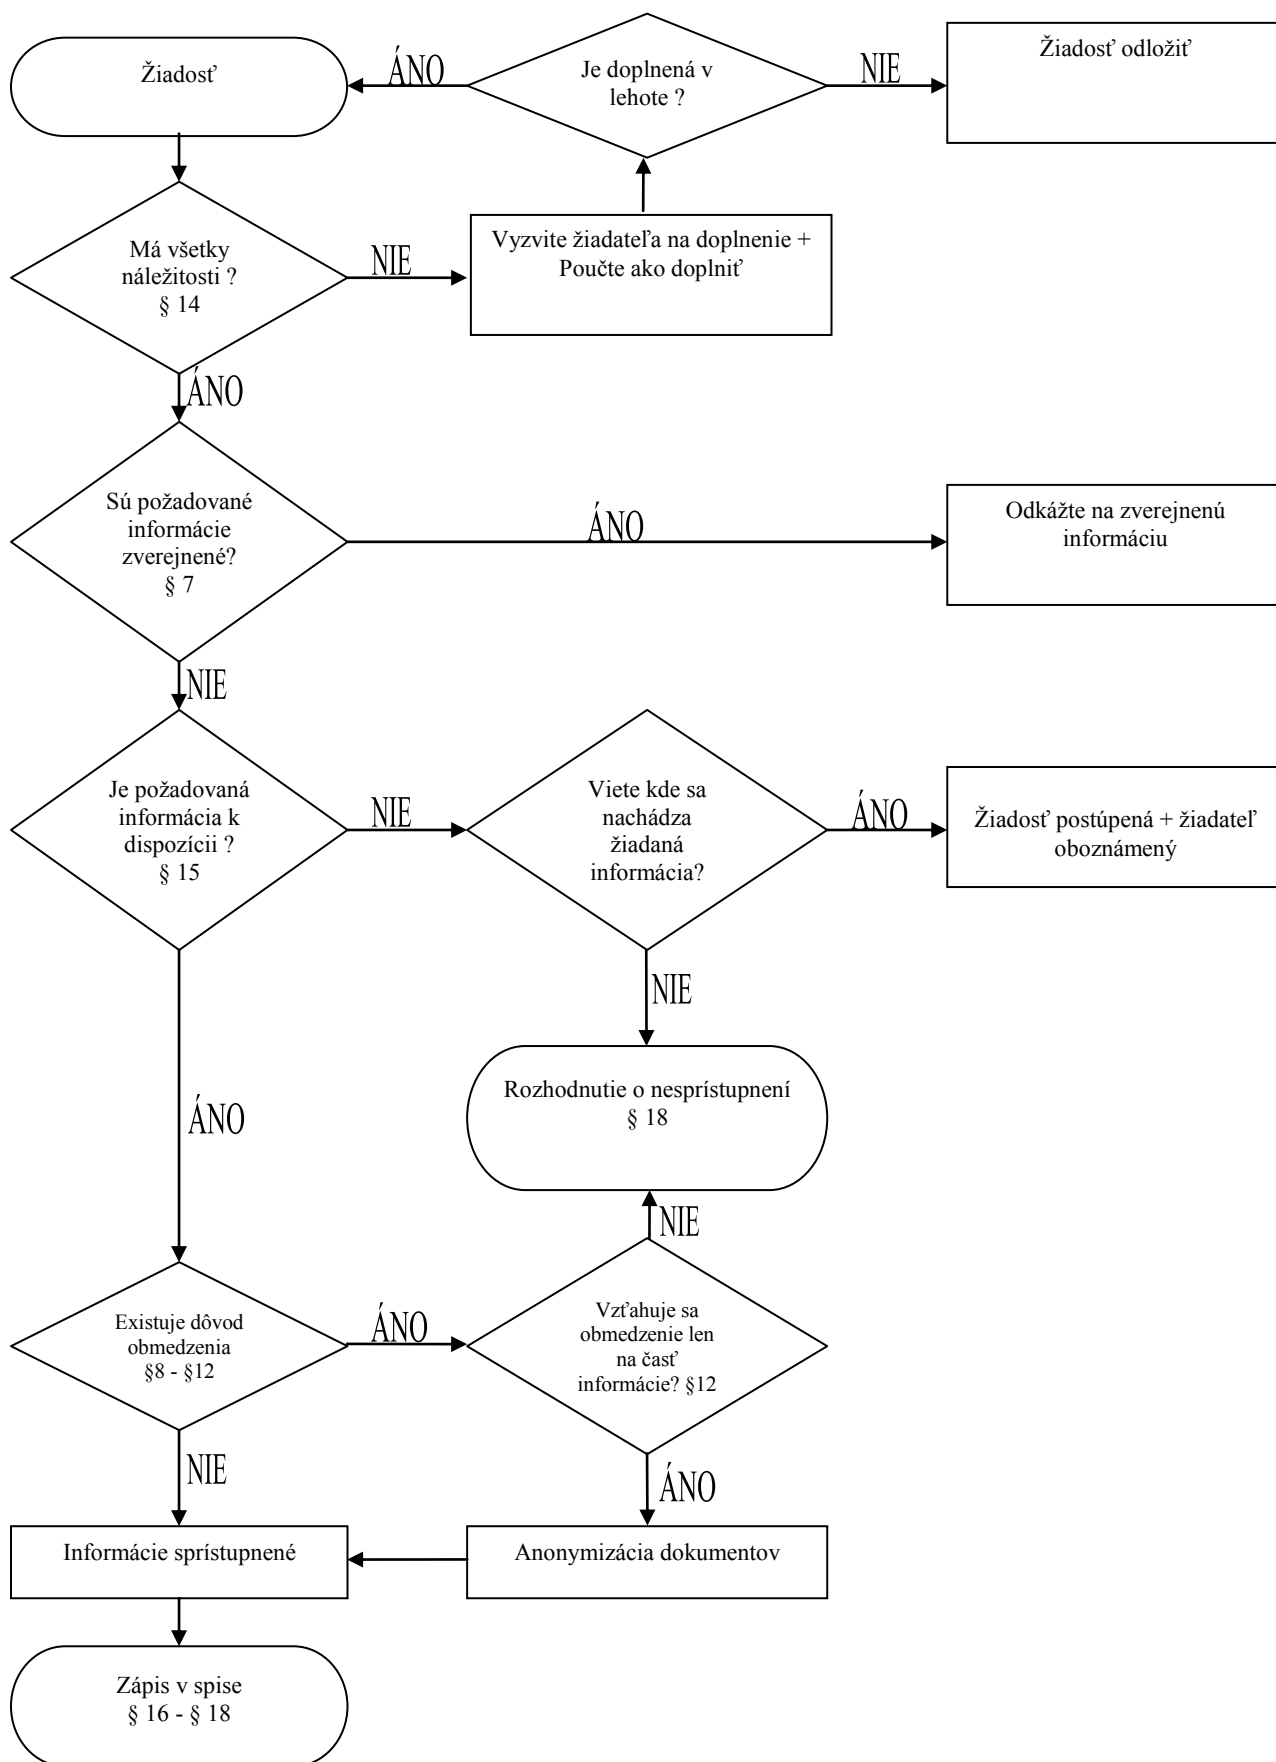 Žiadosť
ÁNO
Je doplnená v
lehote ?
NIE
Žiadosť odložiť
Má všetky
náležitosti ?
§ 14
NIE
Vyzvite žiadateľa na doplnenie +
Poučte ako doplniť
ÁNO
Sú požadované
informácie
zverejnené?
§ 7
ÁNO
Odkážte na zverejnenú
informáciu
NIE
Je požadovaná
informácia k
dispozícii ?
§ 15
NIE
Viete kde sa
nachádza
žiadaná
informácia?
ÁNO
Žiadosť postúpená + žiadateľ
oboznámený
NIE
Rozhodnutie o nesprístupnení
§ 18
ÁNO
NIE
Existuje dôvod
obmedzenia
§8 - §12
ÁNO
Vzťahuje sa
obmedzenie len
na časť
informácie? §12
NIE
ÁNO
Informácie sprístupnené
Anonymizácia dokumentov
Zápis v spise
§ 16 - § 18